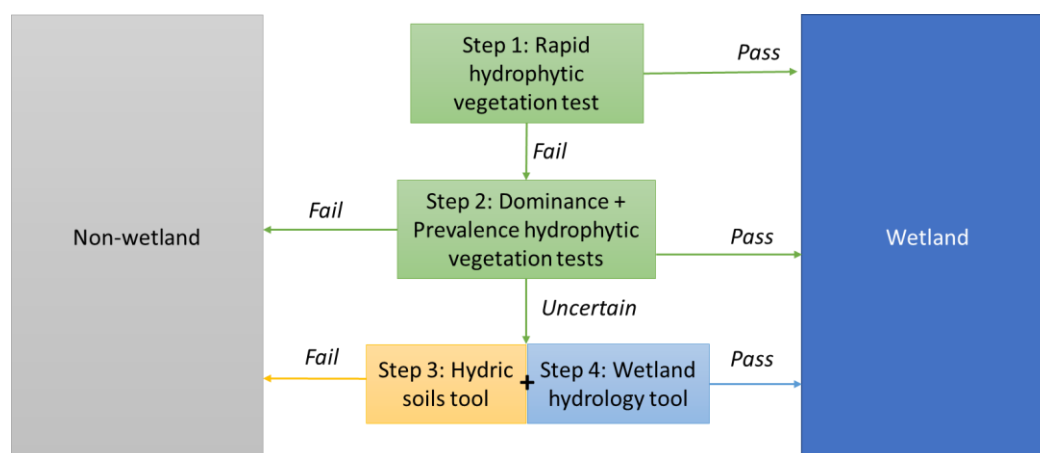 Step 1: Rapid
hydrophytic
vegetation test
Pass
Fail
Non-wetland
Fail
Step 2: Dominance +
Prevalence hydrophytic
vegetation tests
Pass
Wetland
Uncertain
Fail
Step 3: Hydric
soils tool
+
Step 4: Wetland
hydrology tool
Pass